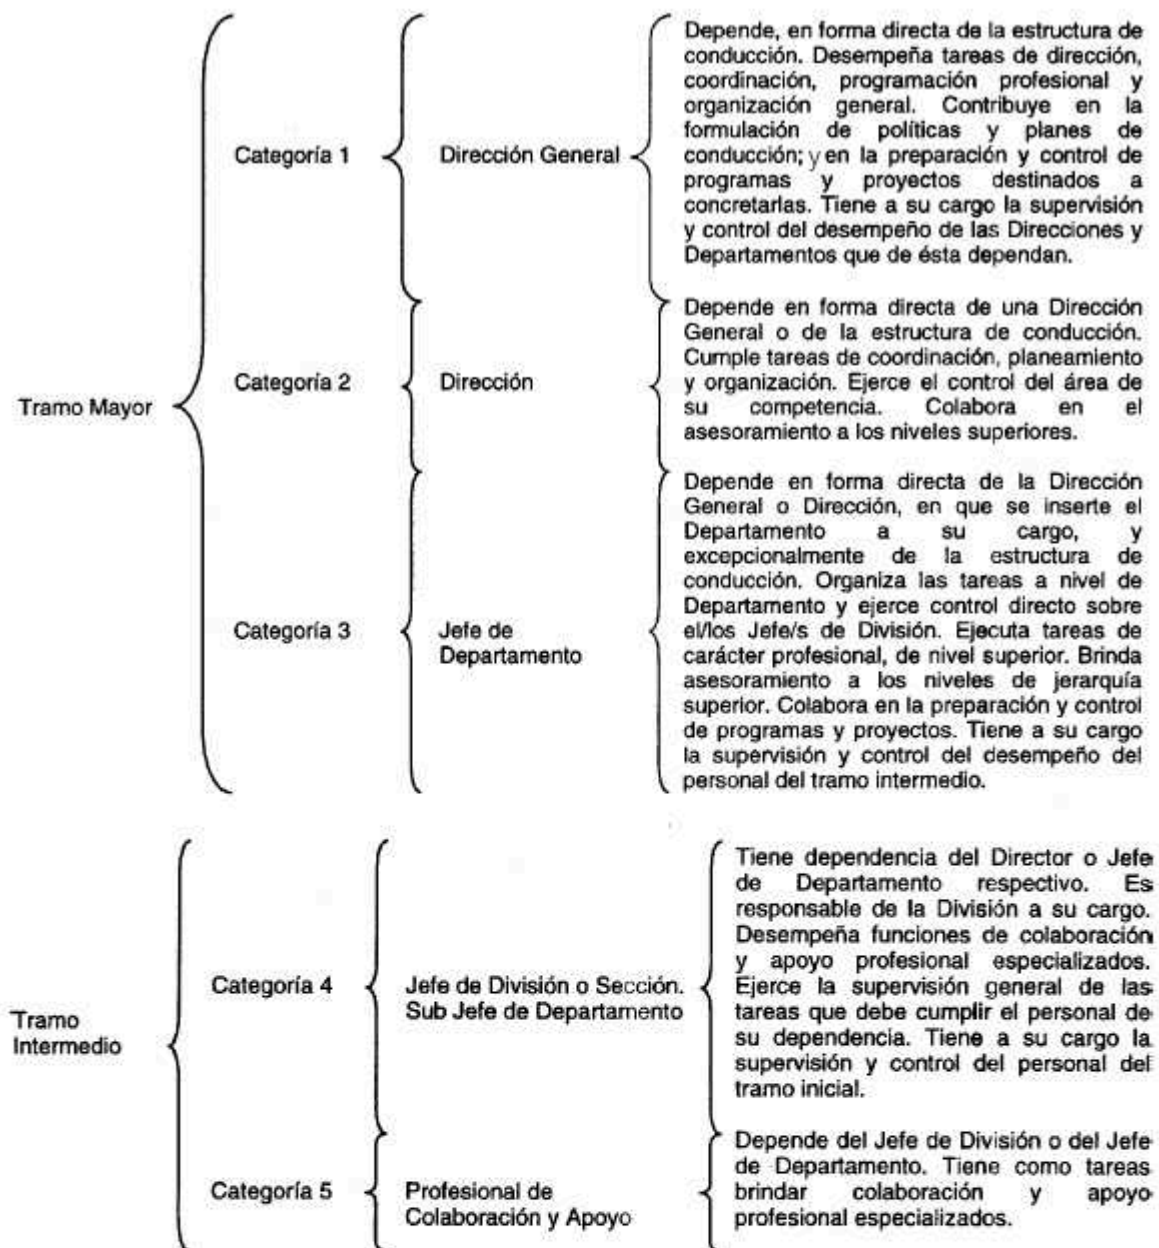 Tramo Mayor
Categoría 1
Dirección General
Depende, en forma directa de la estructura de
conducción. Desempeña tareas de dirección,
coordinación, programación profesional y
organización general. Contribuye en la
formulación de políticas y planes de
conducción; y en la preparación y control de
programas y proyectos destinados a
concretarlas. Tiene a su cargo la supervisión
y control del desempeño de las Direcciones y
Departamentos que de ésta dependan.
Categoría 2
Dirección
Depende en forma directa de una Dirección
General o de la estructura de conducción.
Cumple tareas de coordinación, planeamiento
y organización. Ejerce el control del área de
su competencia. Colabora en el
asesoramiento a los niveles superiores.
Categoría 3
Jefe de
Departamento
Depende en forma directa de la Dirección
General o Dirección, en que se inserte el
Departamento a su cargo, y
excepcionalmente de la estructura de
conducción. Organiza las tareas a nivel de
Departamento y ejerce control directo sobre
el/los Jefe/s de División. Ejecuta tareas de
carácter profesional, de nivel superior. Brinda
asesoramiento a los niveles de jerarquía
superior. Colabora en la preparación y control
de programas y proyectos. Tiene a su cargo
la supervisión y control del desempeño del
personal del tramo intermedio.
Tramo
Intermedio
Categoría 4
Jefe de División o Sección.
Sub Jefe de Departamento
Tiene dependencia del Director o Jefe
de Departamento respectivo. Es
responsable de la División a su cargo.
Desempeña funciones de colaboración
y apoyo profesional especializados.
Ejerce la supervisión general de las
tareas que debe cumplir el personal de
su dependencia. Tiene a su cargo la
supervisión y control del personal del
tramo inicial.
Categoría 5
Profesional de
Colaboración y Apoyo
Depende del Jefe de División o del Jefe
de Departamento. Tiene como tareas
brindar colaboración y apoyo
profesional especializados.